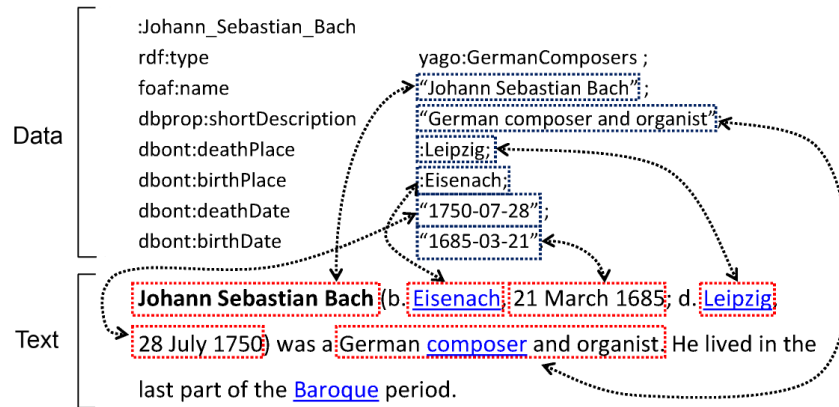 :Johann_Sebastian_Bach
rdf:type yago:GermanComposers ;
foaf:name “Johann Sebastian Bach” ;
dbprop:shortDescription “German composer and organist”
Data
dbont:deathPlace :Leipzig;
dbont:birthPlace :Eisenach;
dbont:deathDate “1750-07-28” ;
dbont:birthDate “1685-03-21”
Johann Sebastian Bach (b. Eisenach, 21 March 1685, d. Leipzig,
Text
28 July 1750) was a German composer and organist. He lived in the
last part of the Baroque period.